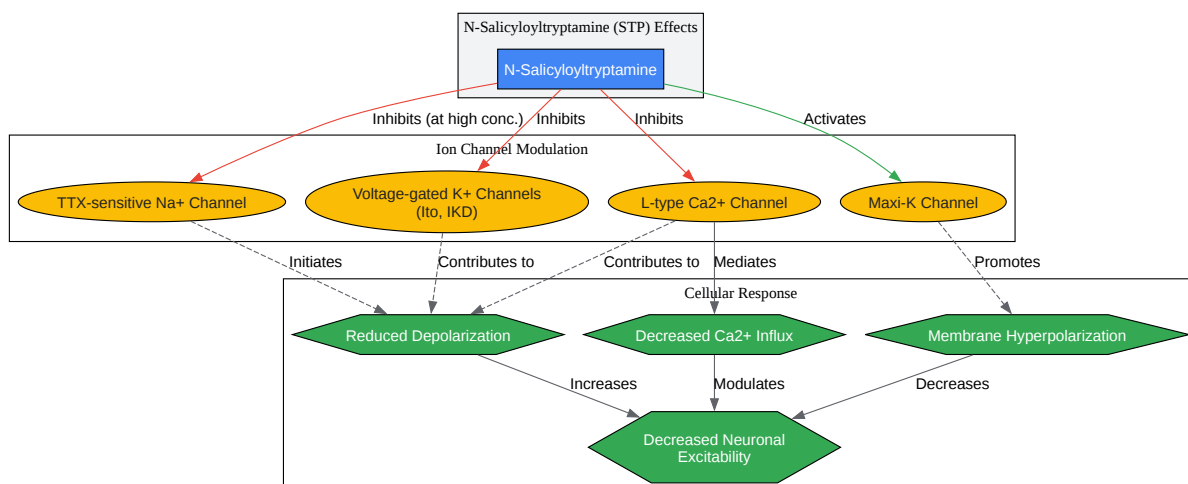 N-Salicyloyltryptamine (STP) Effects
N-Salicyloyltryptamine
Inhibits (at high conc.)
Inhibits
Inhibits
Activates
Ion Channel Modulation
TTX-sensitive Na+ Channel
Voltage-gated K+ Channels
(Ito, IKD)
L-type Ca2+ Channel
Maxi-K Channel
Initiates
Contributes to
Contributes to
Mediates
Promotes
Cellular Response
Reduced Depolarization
Decreased Ca2+ Influx
Membrane Hyperpolarization
Increases
Modulates
Decreases
Decreased Neuronal
Excitability